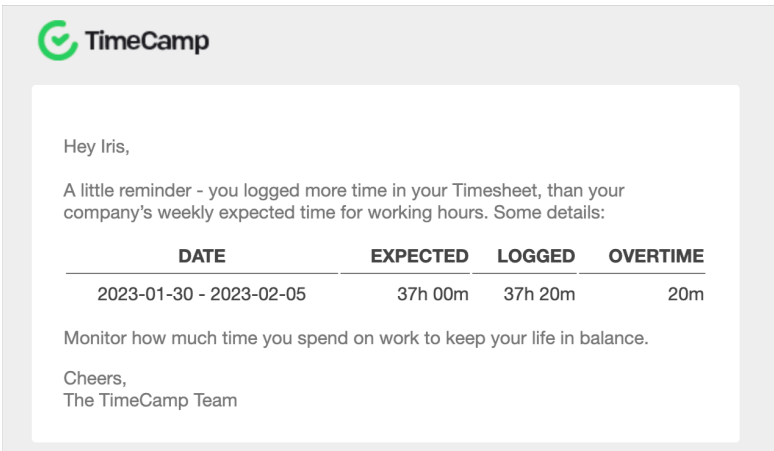 TimeCamp
Hey Iris,
A little reminder - you logged more time in your Timesheet, than your
company's weekly expected time for working hours. Some details:
DATE EXPECTED LOGGED OVERTIME
2023-01-30 - 2023-02-05 37h 00m 37h 20m 20m
Monitor how much time you spend on work to keep your life in balance.
Cheers,
The TimeCamp Team